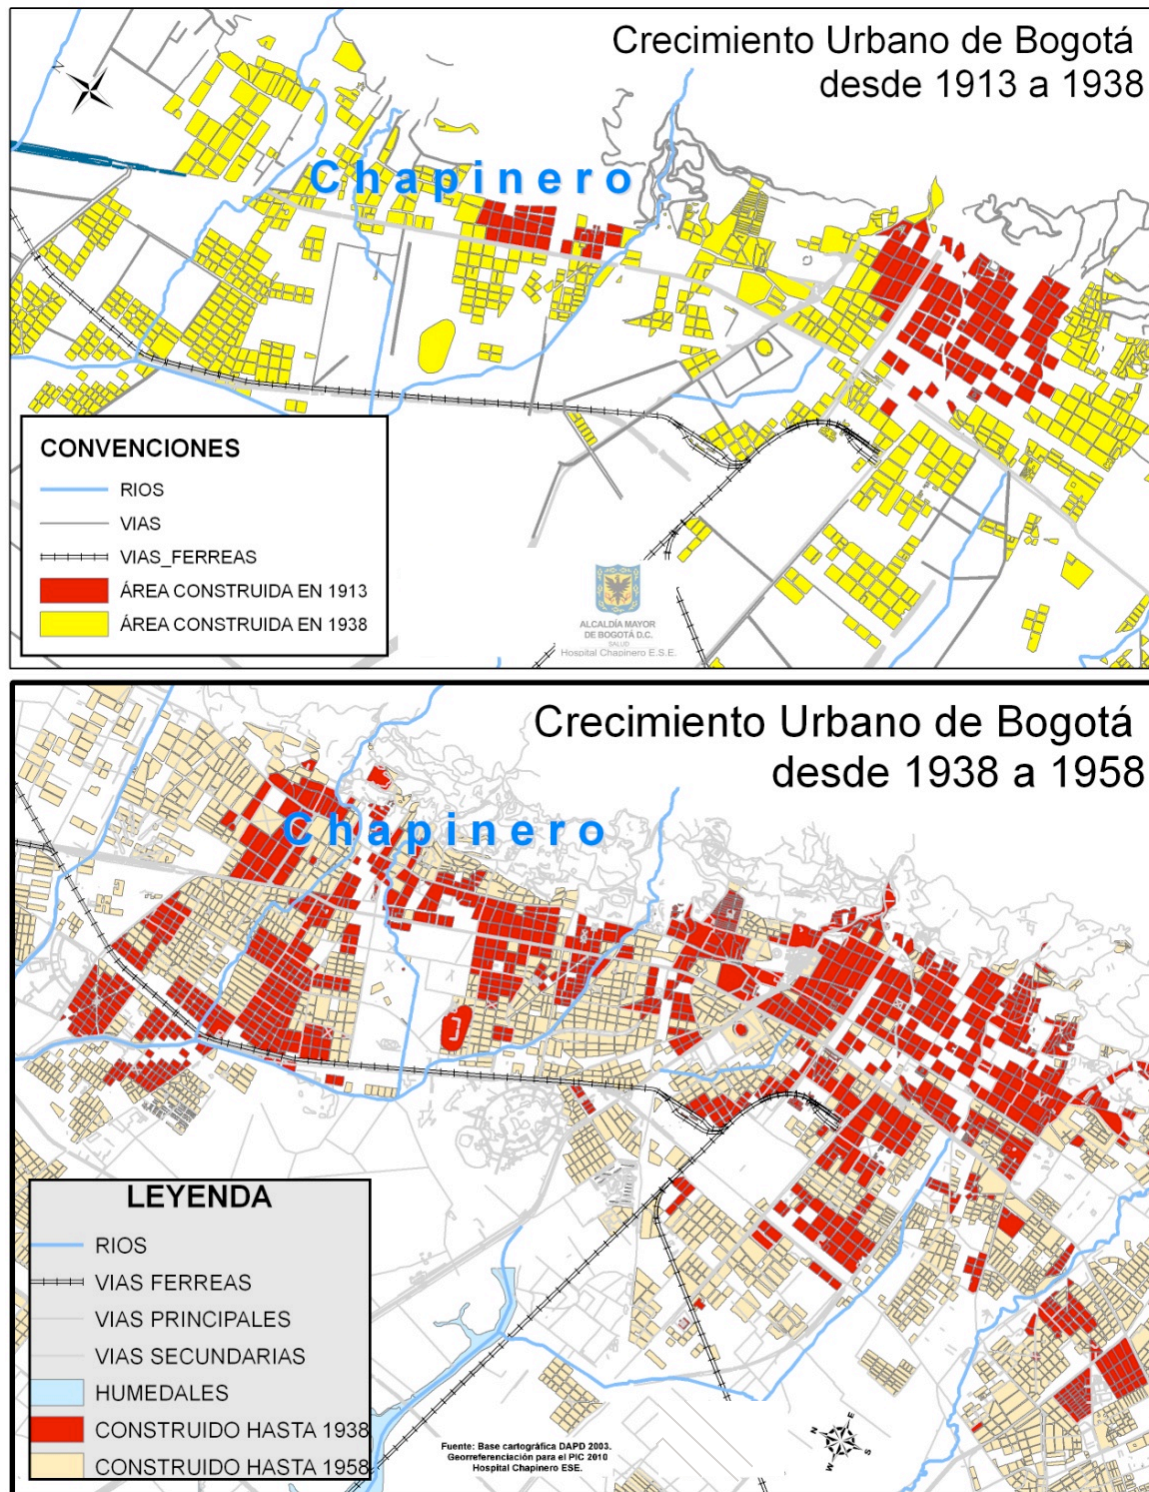 Crecimiento Urbano de Bogotá
desde 1913 a 1938
N
Chapinero
CONVENCIONES
RIOS
VIAS
VIAS_FERREAS
ÁREA CONSTRUIDA EN 1913
ÁREA CONSTRUIDA EN 1938
ALCALDÍA MAYOR
DE BOGOTÁ D.C.
SALUD
Hospital Chapinero E.S.E.
Crecimiento Urbano de Bogotá
desde 1938 a 1958
Chapinero
LEYENDA
RIOS
VIAS FERREAS
VIAS PRINCIPALES
VIAS SECUNDARIAS
HUMEDALES
CONSTRUIDO HASTA 1938
CONSTRUIDO HASTA 1958
Fuente: Base cartográfica DAPD 2003.
Georreferenciación para el PIC 2010
Hospital Chapinero ESE.
N E
W S